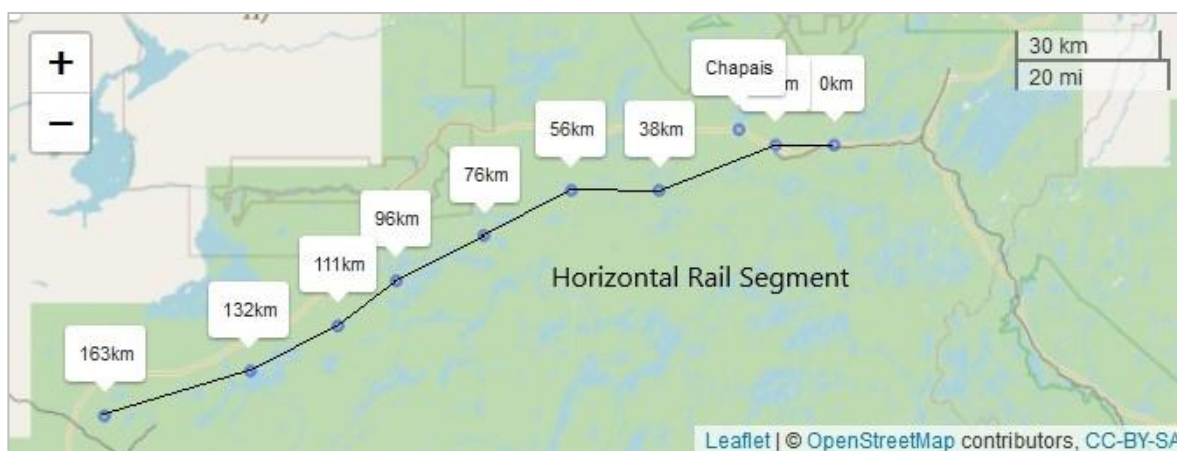 +
−
30 km
20 mi
Chapais
0km
56km
38km
76km
96km
111km
132km
163km
Horizontal Rail Segment
Leaflet | © OpenStreetMap contributors, CC-BY-SA